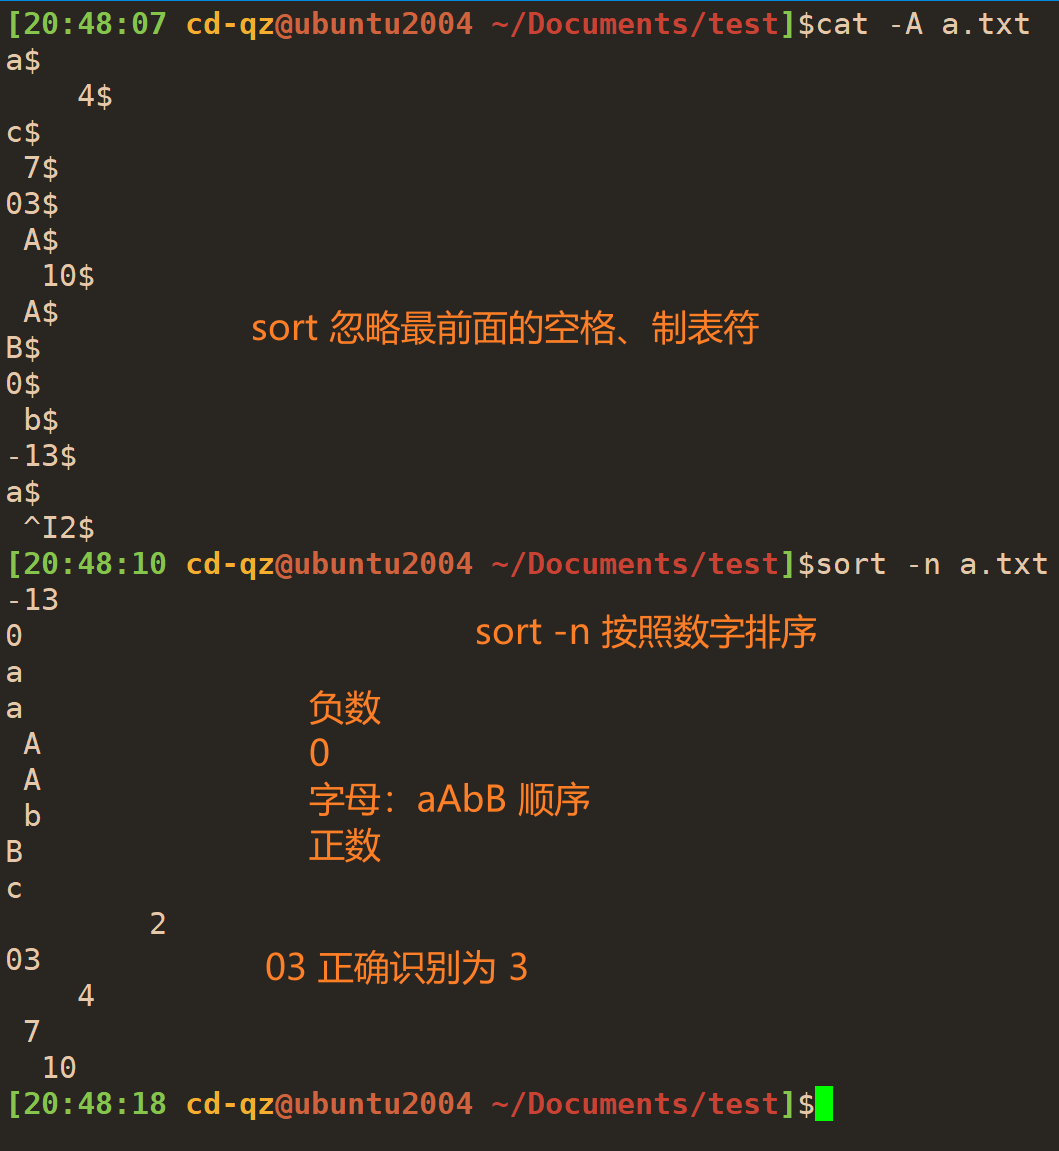 [20:48:07 cd-qz@ubuntu2004 ~/Documents/test]$cat -A a.txt
a$
    4$
c$
 7$
03$
 A$
  10$
 A$
sort 忽略最前面的空格、制表符
B$
0$
 b$
-13$
a$
 ^I2$
[20:48:10 cd-qz@ubuntu2004 ~/Documents/test]$sort -n a.txt
-13
0
sort -n 按照数字排序
a
a
负数
 A
0
 A
字母：aAbB 顺序
 b
B
正数
c
        2
03
03 正确识别为 3
    4
 7
  10
[20:48:18 cd-qz@ubuntu2004 ~/Documents/test]$